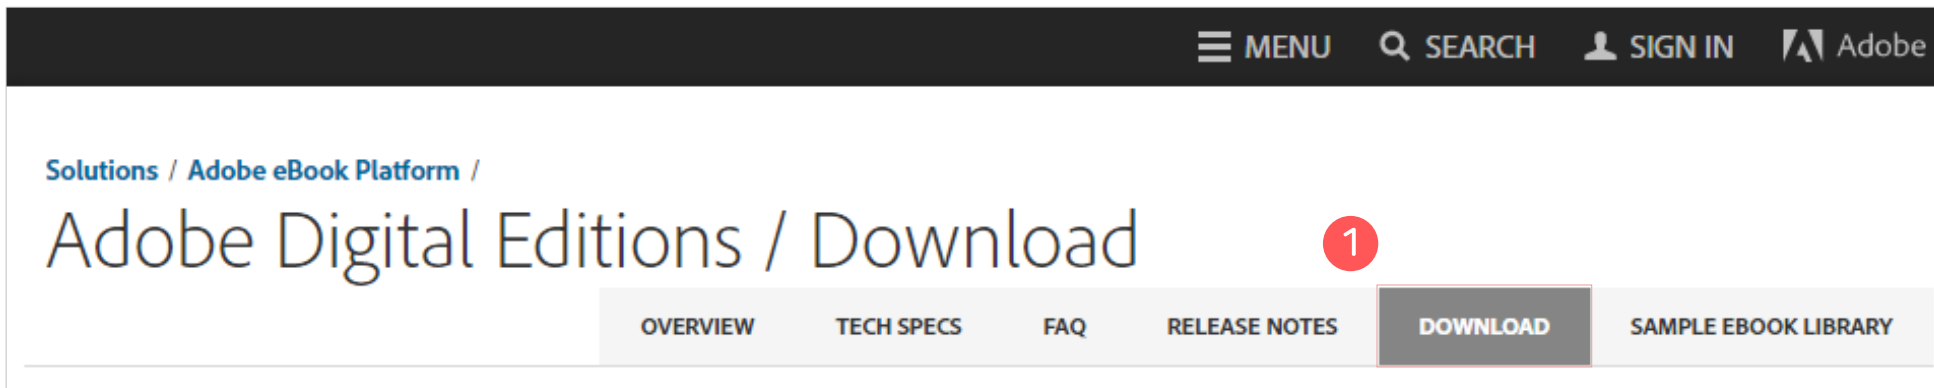 MENU SEARCH SIGN IN Adobe
Solutions / Adobe eBook Platform /
Adobe Digital Editions / Download
1
OVERVIEW TECH SPECS FAQ RELEASE NOTES DOWNLOAD SAMPLE EBOOK LIBRARY